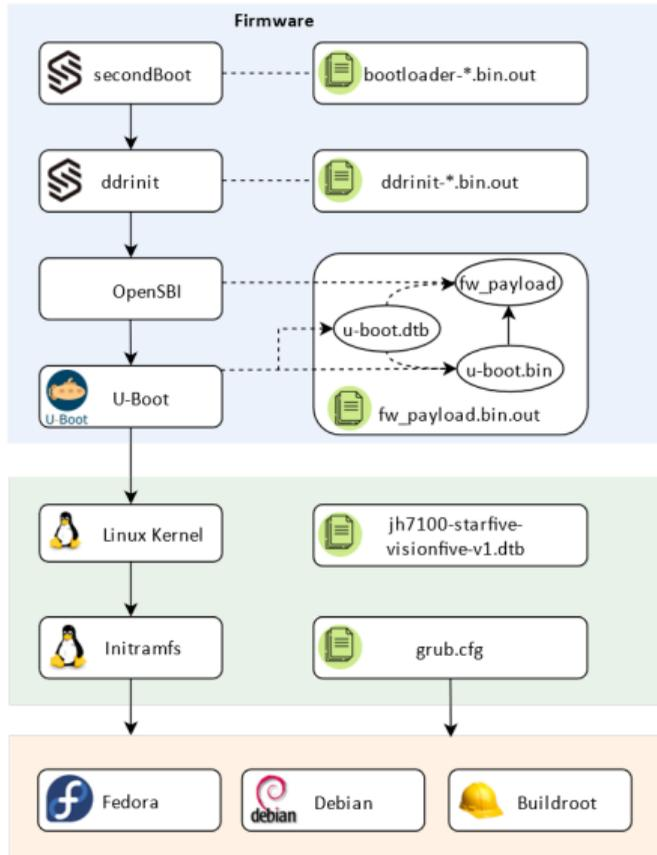 Firmware
secondBoot
bootloader-*.bin.out
ddrinit
ddrinit-*.bin.out
OpenSBI
fw_payload
u-boot.dtb
U-Boot
U-Boot
u-boot.bin
fw_payload.bin.out
Linux Kernel
jh7100-starfive-
visionfive-v1.dtb
Initramfs
grub.cfg
Fedora
debian
Debian
Buildroot